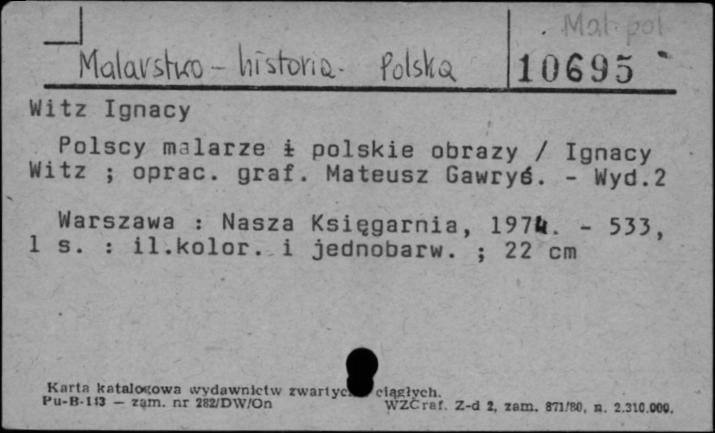 Mal. pol
Malarstwo - historia. Polska
10695
Witz Ignacy
Polscy malarze i polskie obrazy / Ignacy
Witz ; oprac. graf. Mateusz Gawryś. - Wyd.2
Warszawa : Nasza Księgarnia, 1974. - 533,
1 s. : il.kolor. i jednobarw. ; 22 cm
Karta katalogowa wydawnictw zwartych ciągłych.
Pu-B-113 — zam. nr 282/DW/On WZGraf. Z-d 2, zam. 871/80, n. 2.310.000.